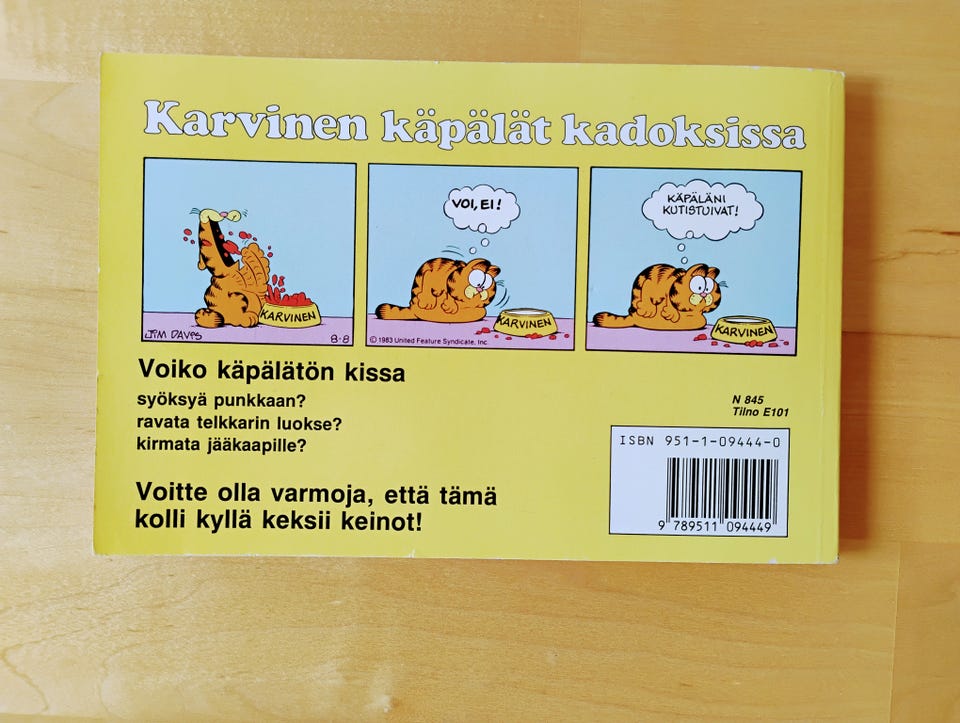 Karvinen käpälät kadoksissa
KARVINEN
JIM DAVIS
8-8
VOI, EI!
KARVINEN
© 1983 United Feature Syndicate, Inc.
KÄPÄLÄNI
KUTISTUIVAT!
KARVINEN
Voiko käpälätön kissa
syöksyä punkkaan?
ravata telkkarin luokse?
kirmata jääkaapille?
Voitte olla varmoja, että tämä
kolli kyllä keksii keinot!
N 845
Tilno E101
ISBN 951-1-09444-0
9 789511 094449